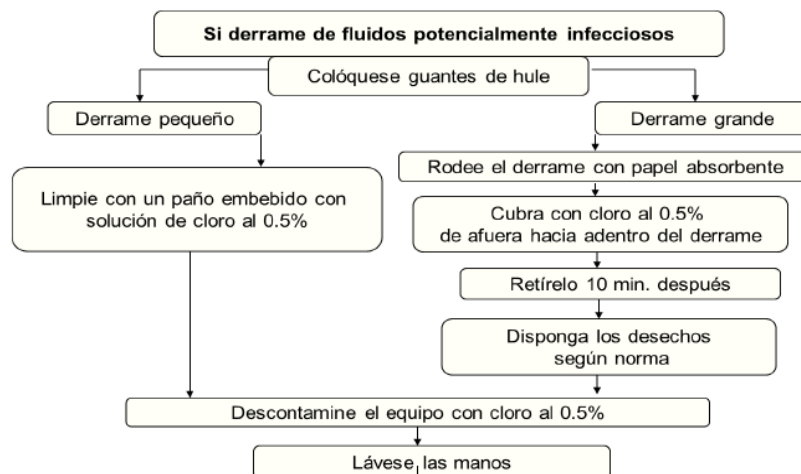 Si derrame de fluidos potencialmente infecciosos
Colóquese guantes de hule
Derrame pequeño
Derrame grande
Limpie con un paño embebido con
solución de cloro al 0.5%
Rodee el derrame con papel absorbente
Cubra con cloro al 0.5%
de afuera hacia adentro del derrame
Retírelo 10 min. después
Disponga los desechos
según norma
Descontamine el equipo con cloro al 0.5%
Lávese las manos